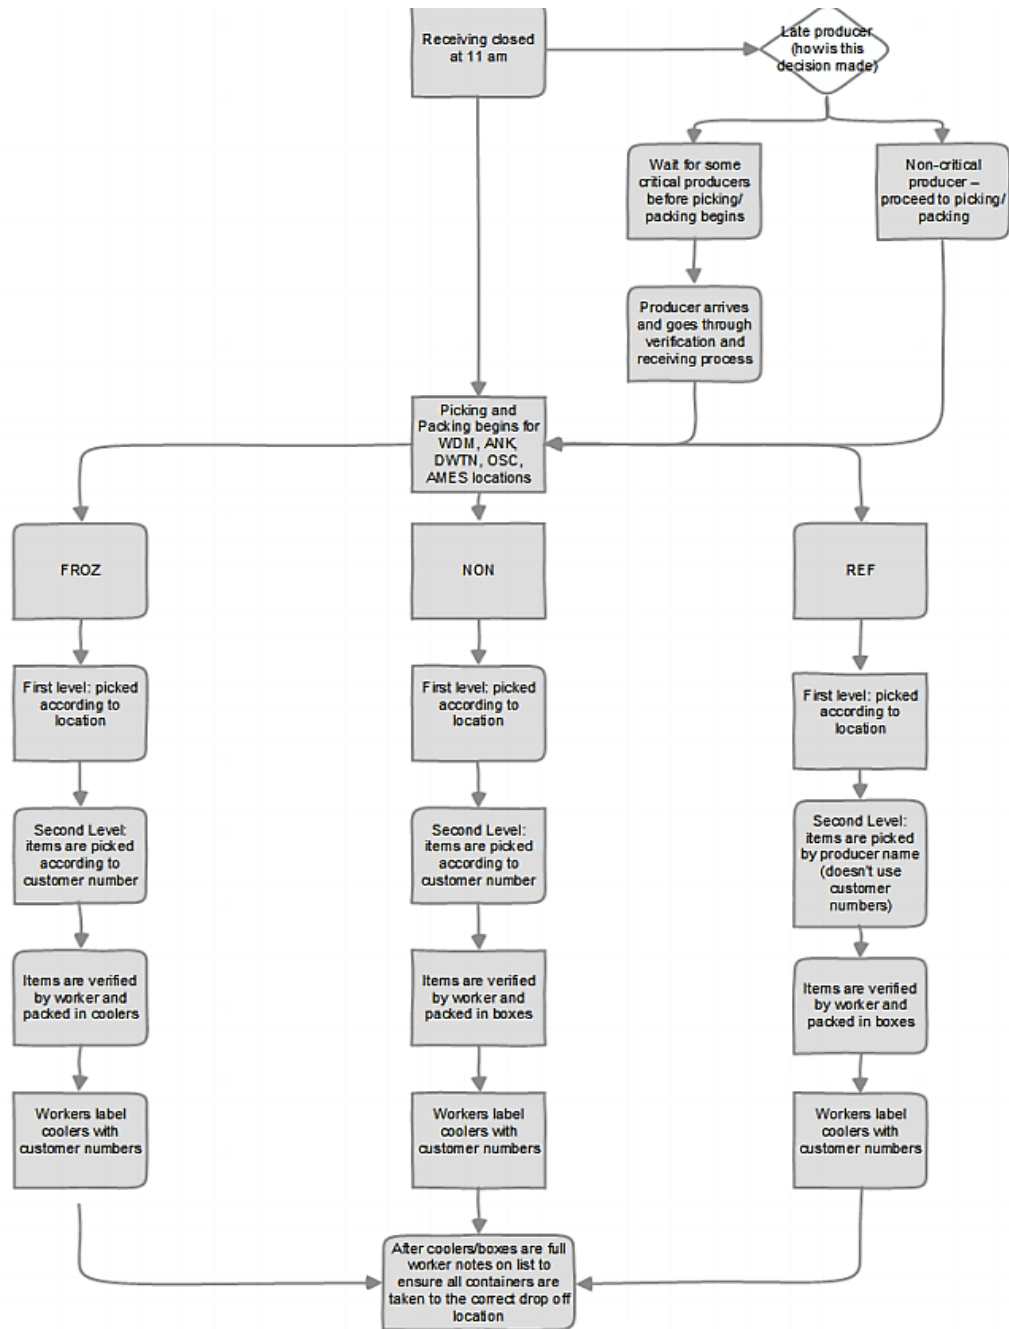 Receiving closed
at 11 am
Late producer
(how is this
decision made)
Wait for some
critical producers
before picking/
packing begins
Non-critical
producer –
proceed to picking/
packing
Producer arrives
and goes through
verification and
receiving process
Picking and
Packing begins for
WDM, ANK,
DWTN, OSC,
AMES locations
FROZ
NON
REF
First level: picked
according to
location
First level: picked
according to
location
First level: picked
according to
location
Second Level:
items are picked
according to
customer number
Second Level:
items are picked
according to
customer number
Second Level:
items are picked
by producer name
(doesn't use
customer
numbers)
Items are verified
by worker and
packed in coolers
Items are verified
by worker and
packed in boxes
Items are verified
by worker and
packed in boxes
Workers label
coolers with
customer numbers
Workers label
coolers with
customer numbers
Workers label
coolers with
customer numbers
After coolers/boxes are full
worker notes on list to
ensure all containers are
taken to the correct drop off
location